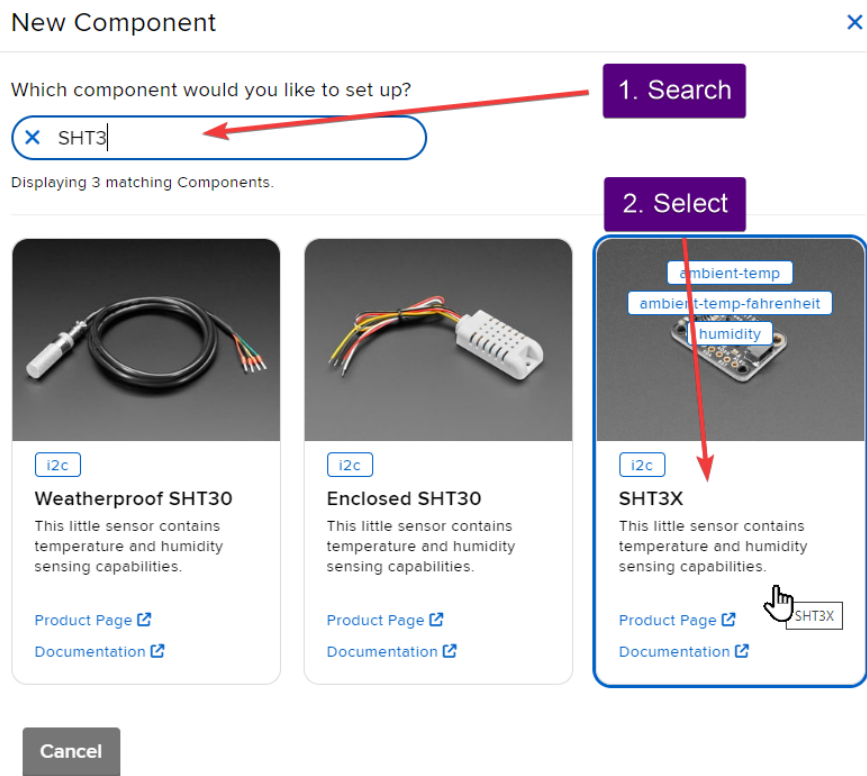 New Component
Which component would you like to set up?
1. Search
SHT3
Displaying 3 matching Components.
2. Select
ambient-temp
ambient-temp-fahrenheit
humidity
i2c
Weatherproof SHT30
This little sensor contains
temperature and humidity
sensing capabilities.
Product Page
Documentation
i2c
Enclosed SHT30
This little sensor contains
temperature and humidity
sensing capabilities.
Product Page
Documentation
i2c
SHT3X
This little sensor contains
temperature and humidity
sensing capabilities.
SHT3X
Product Page
Documentation
Cancel